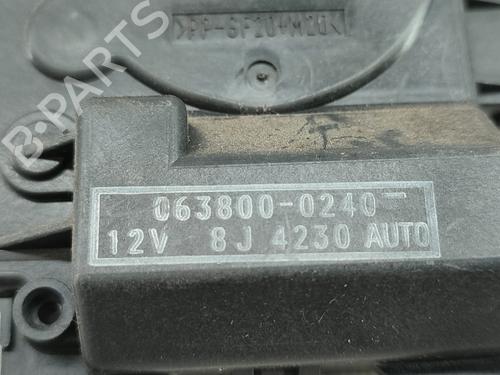 >PP-GF20+M20<
063800-0240
12V 8J 4230 AUTO
B-PARTS